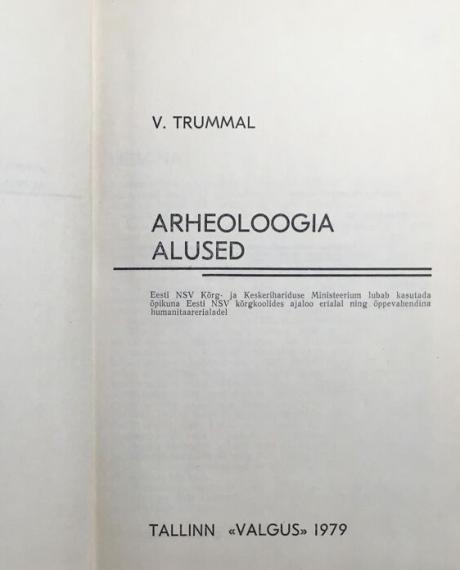 V. TRUMMAL
ARHEOLOOGIA
ALUSED
Eesti NSV Kõrg- ja Keskerihariduse Ministeerium lubab kasutada
õpikuna Eesti NSV kõrgkoolides ajaloo erialal ning õppevahendina
humanitaarerialadel
TALLINN «VALGUS» 1979